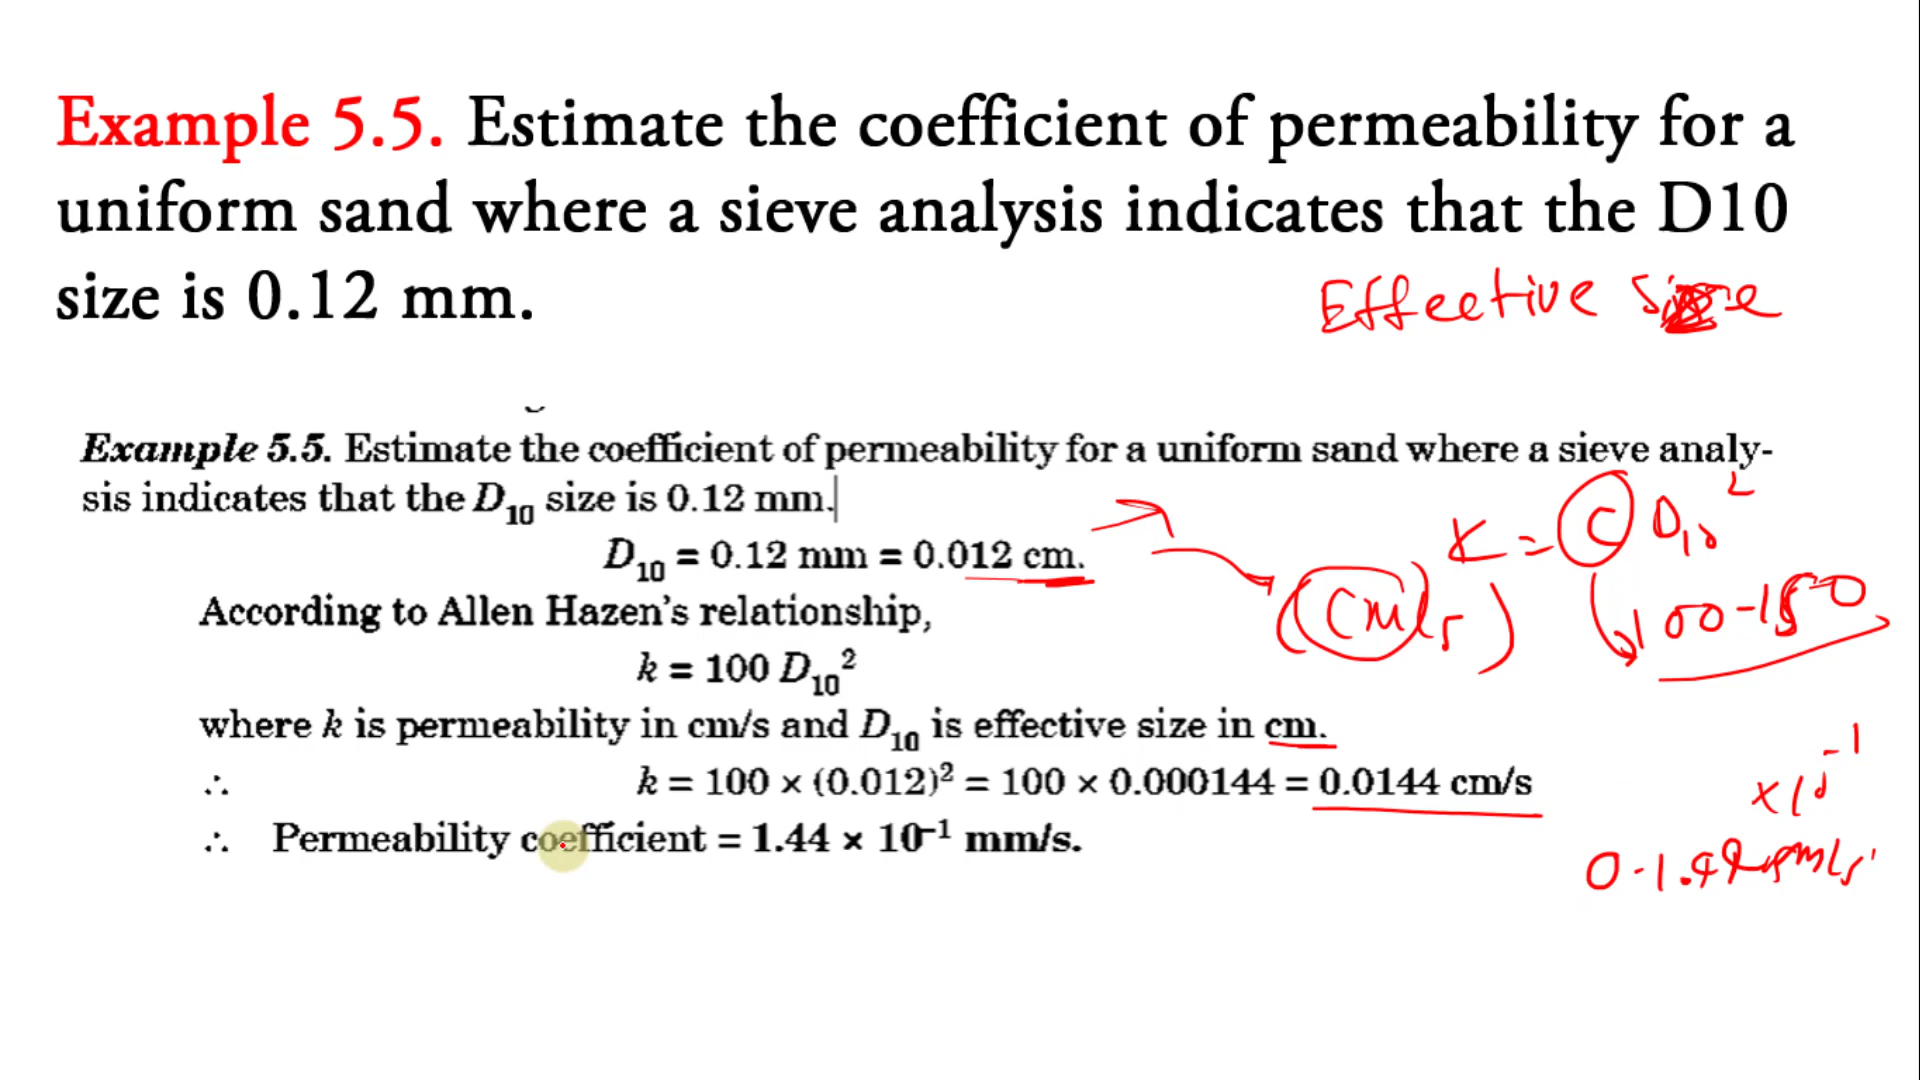 Example 5.5. Estimate the coefficient of permeability for a
uniform sand where a sieve analysis indicates that the D10
size is 0.12 mm.
Effective Size
Example 5.5. Estimate the coefficient of permeability for a uniform sand where a sieve analy-
sis indicates that the D₁₀ size is 0.12 mm.
K = C D₁₀²
D₁₀ = 0.12 mm = 0.012 cm.
(cm/s)
100-150
According to Allen Hazen's relationship,
k = 100 D₁₀²
where k is permeability in cm/s and D₁₀ is effective size in cm.
∴ k = 100 × (0.012)² = 100 × 0.000144 = 0.0144 cm/s
×10⁻¹
∴ Permeability coefficient = 1.44 × 10⁻¹ mm/s.